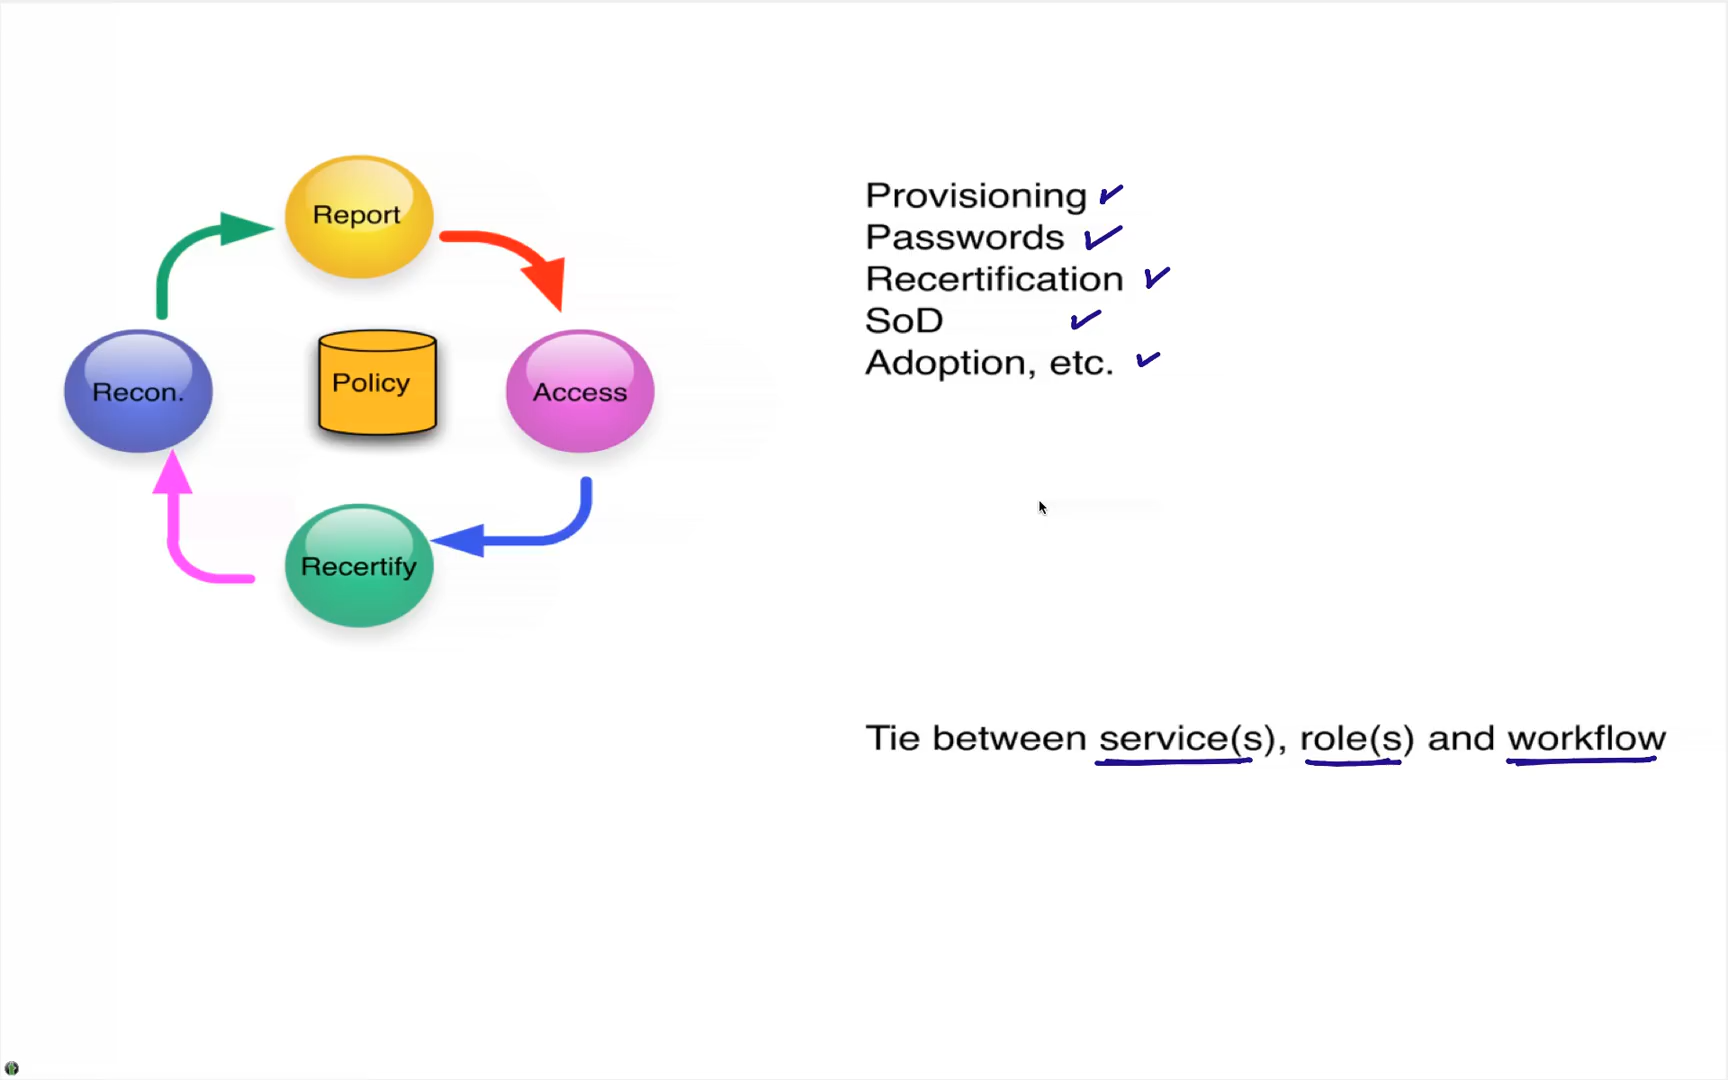 Report
Recon.
Policy
Access
Recertify
Provisioning
Passwords
Recertification
SoD
Adoption, etc.
Tie between service(s), role(s) and workflow